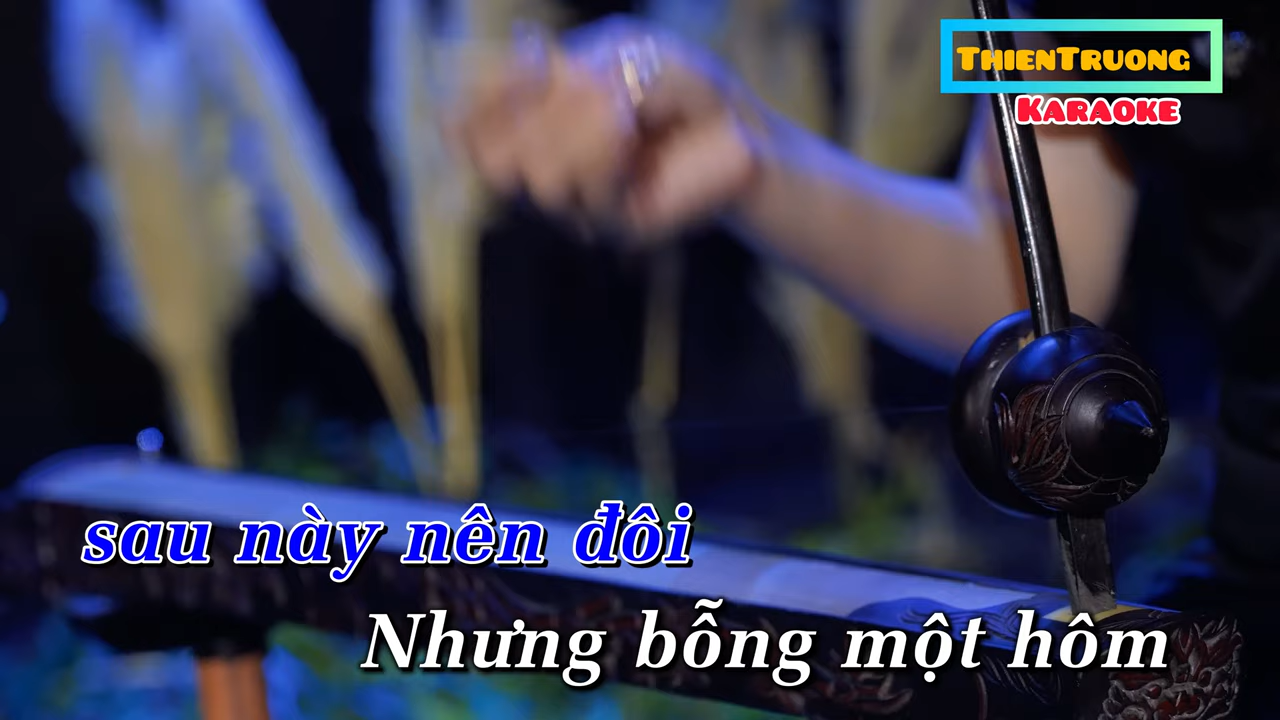 THIENTRUONG
KARAOKE
sau này nên đôi
Nhưng bỗng một hôm